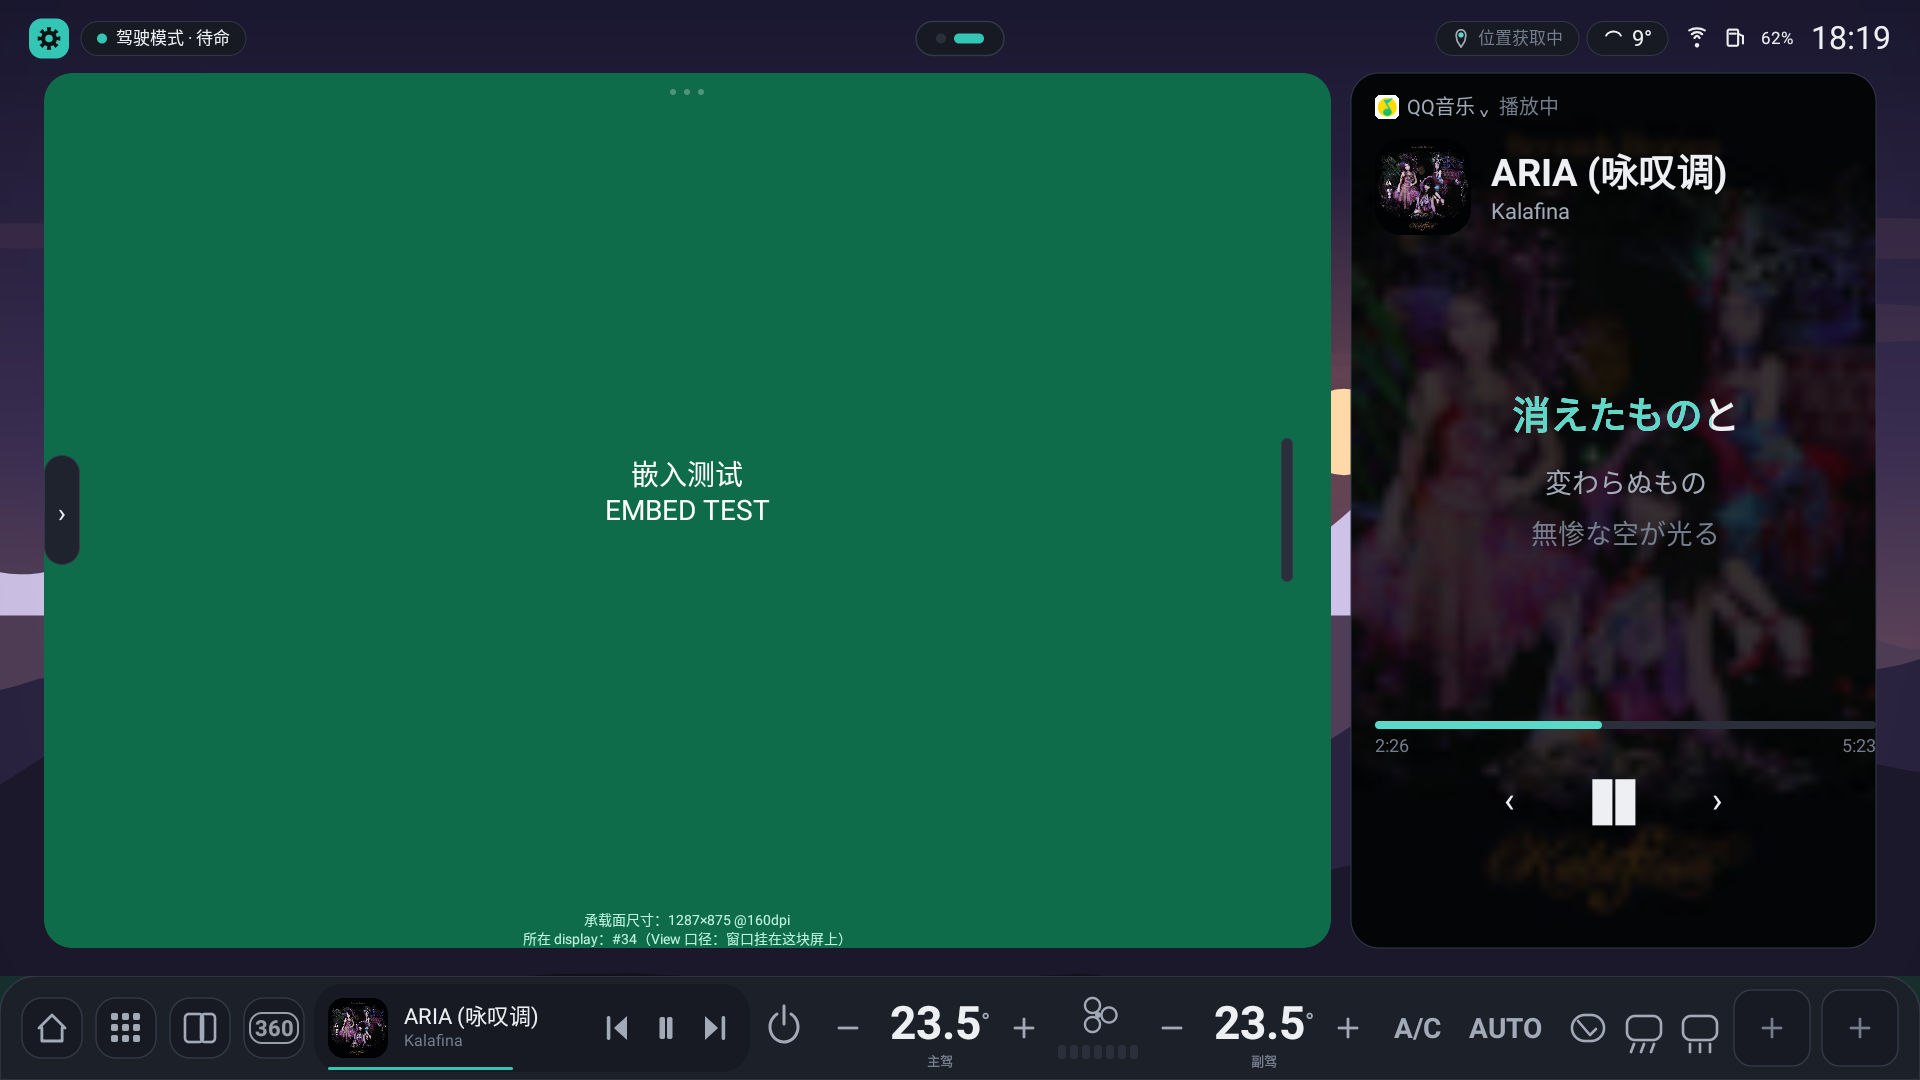 驾驶模式 · 待命
位置获取中
9°
62%
18:19
嵌入测试
EMBED TEST
承载面尺寸：1287×875 @160dpi
所在 display：#34（View 口径：窗口挂在这块屏上）
QQ音乐 播放中
ARIA (咏叹调)
Kalafina
消えたものと
変わらぬもの
無惨な空が光る
2:26
5:23
Kalafina
360
ARIA (咏叹调)
Kalafina
23.5°
主驾
23.5°
副驾
A/C
AUTO